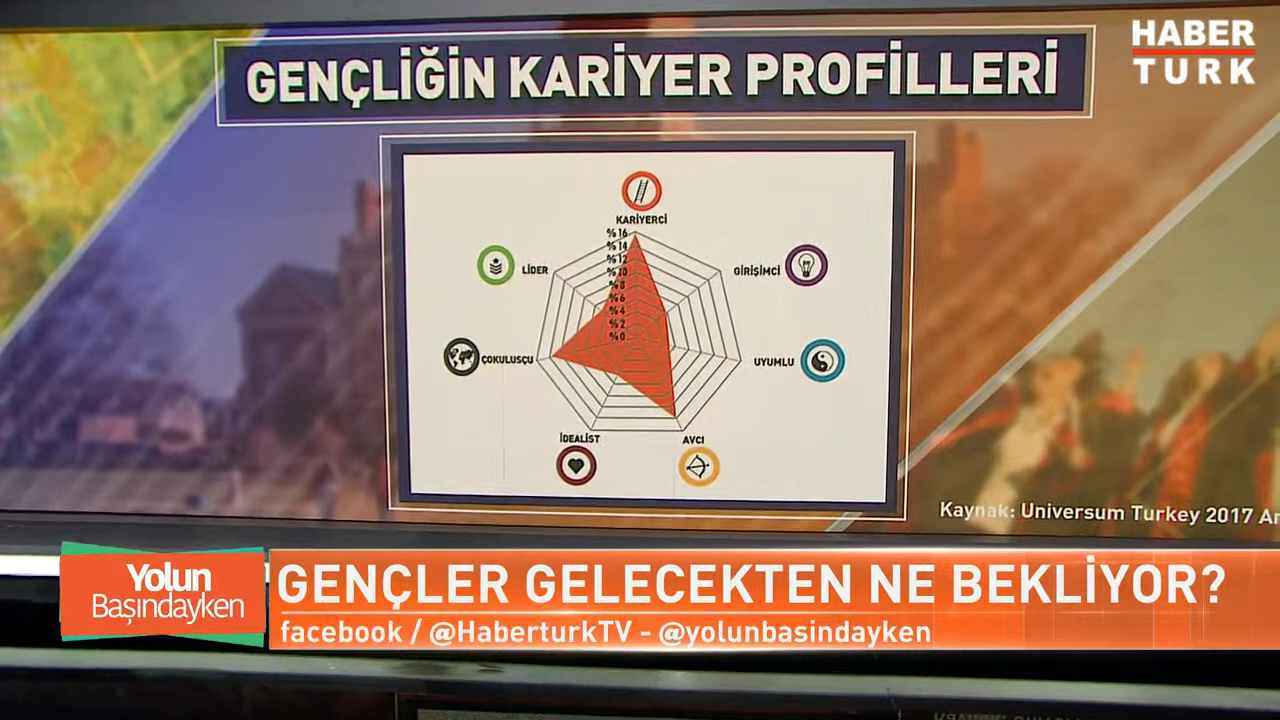 HABER
TURK
GENÇLİĞİN KARİYER PROFİLLERİ
KARİYERCİ
%16
%14
%12
%10
%8
%6
%4
%2
%0
LİDER
GİRİŞİMCİ
ÇOKULUSÇU
UYUMLU
İDEALİST
AVCI
Kaynak: Universum Turkey 2017
Yolun
Başındayken
GENÇLER GELECEKTEN NE BEKLİYOR?
facebook / @HaberturkTV - @yolunbasindayken